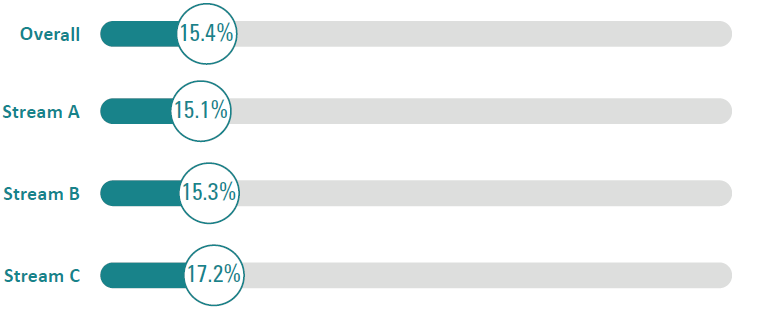 Overall 15.4%
Stream A 15.1%
Stream B 15.3%
Stream C 17.2%